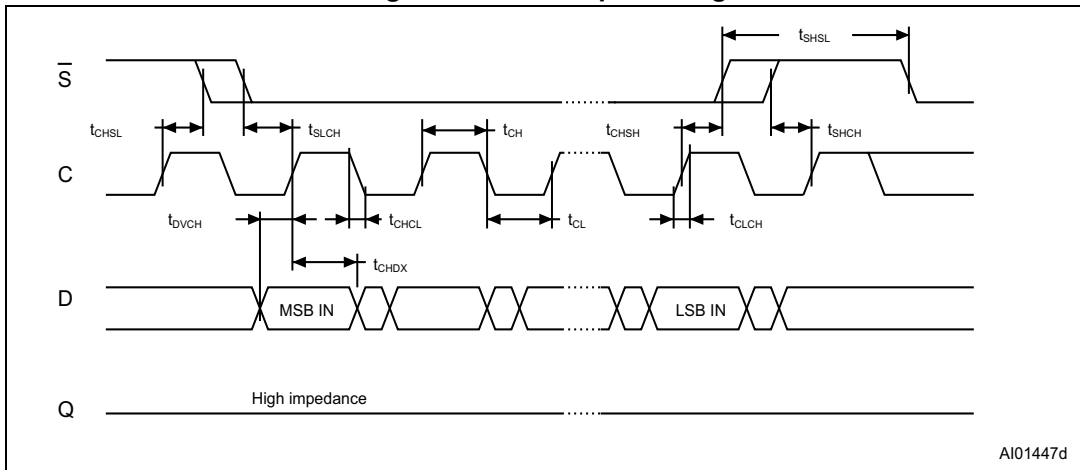 S̅
tSHSL
tCHSL
tSLCH
tCH
tCHSH
tSHCH
C
tDVCH
tCHCL
tCL
tCLCH
tCHDX
D
MSB IN
LSB IN
High impedance
Q
AI01447d